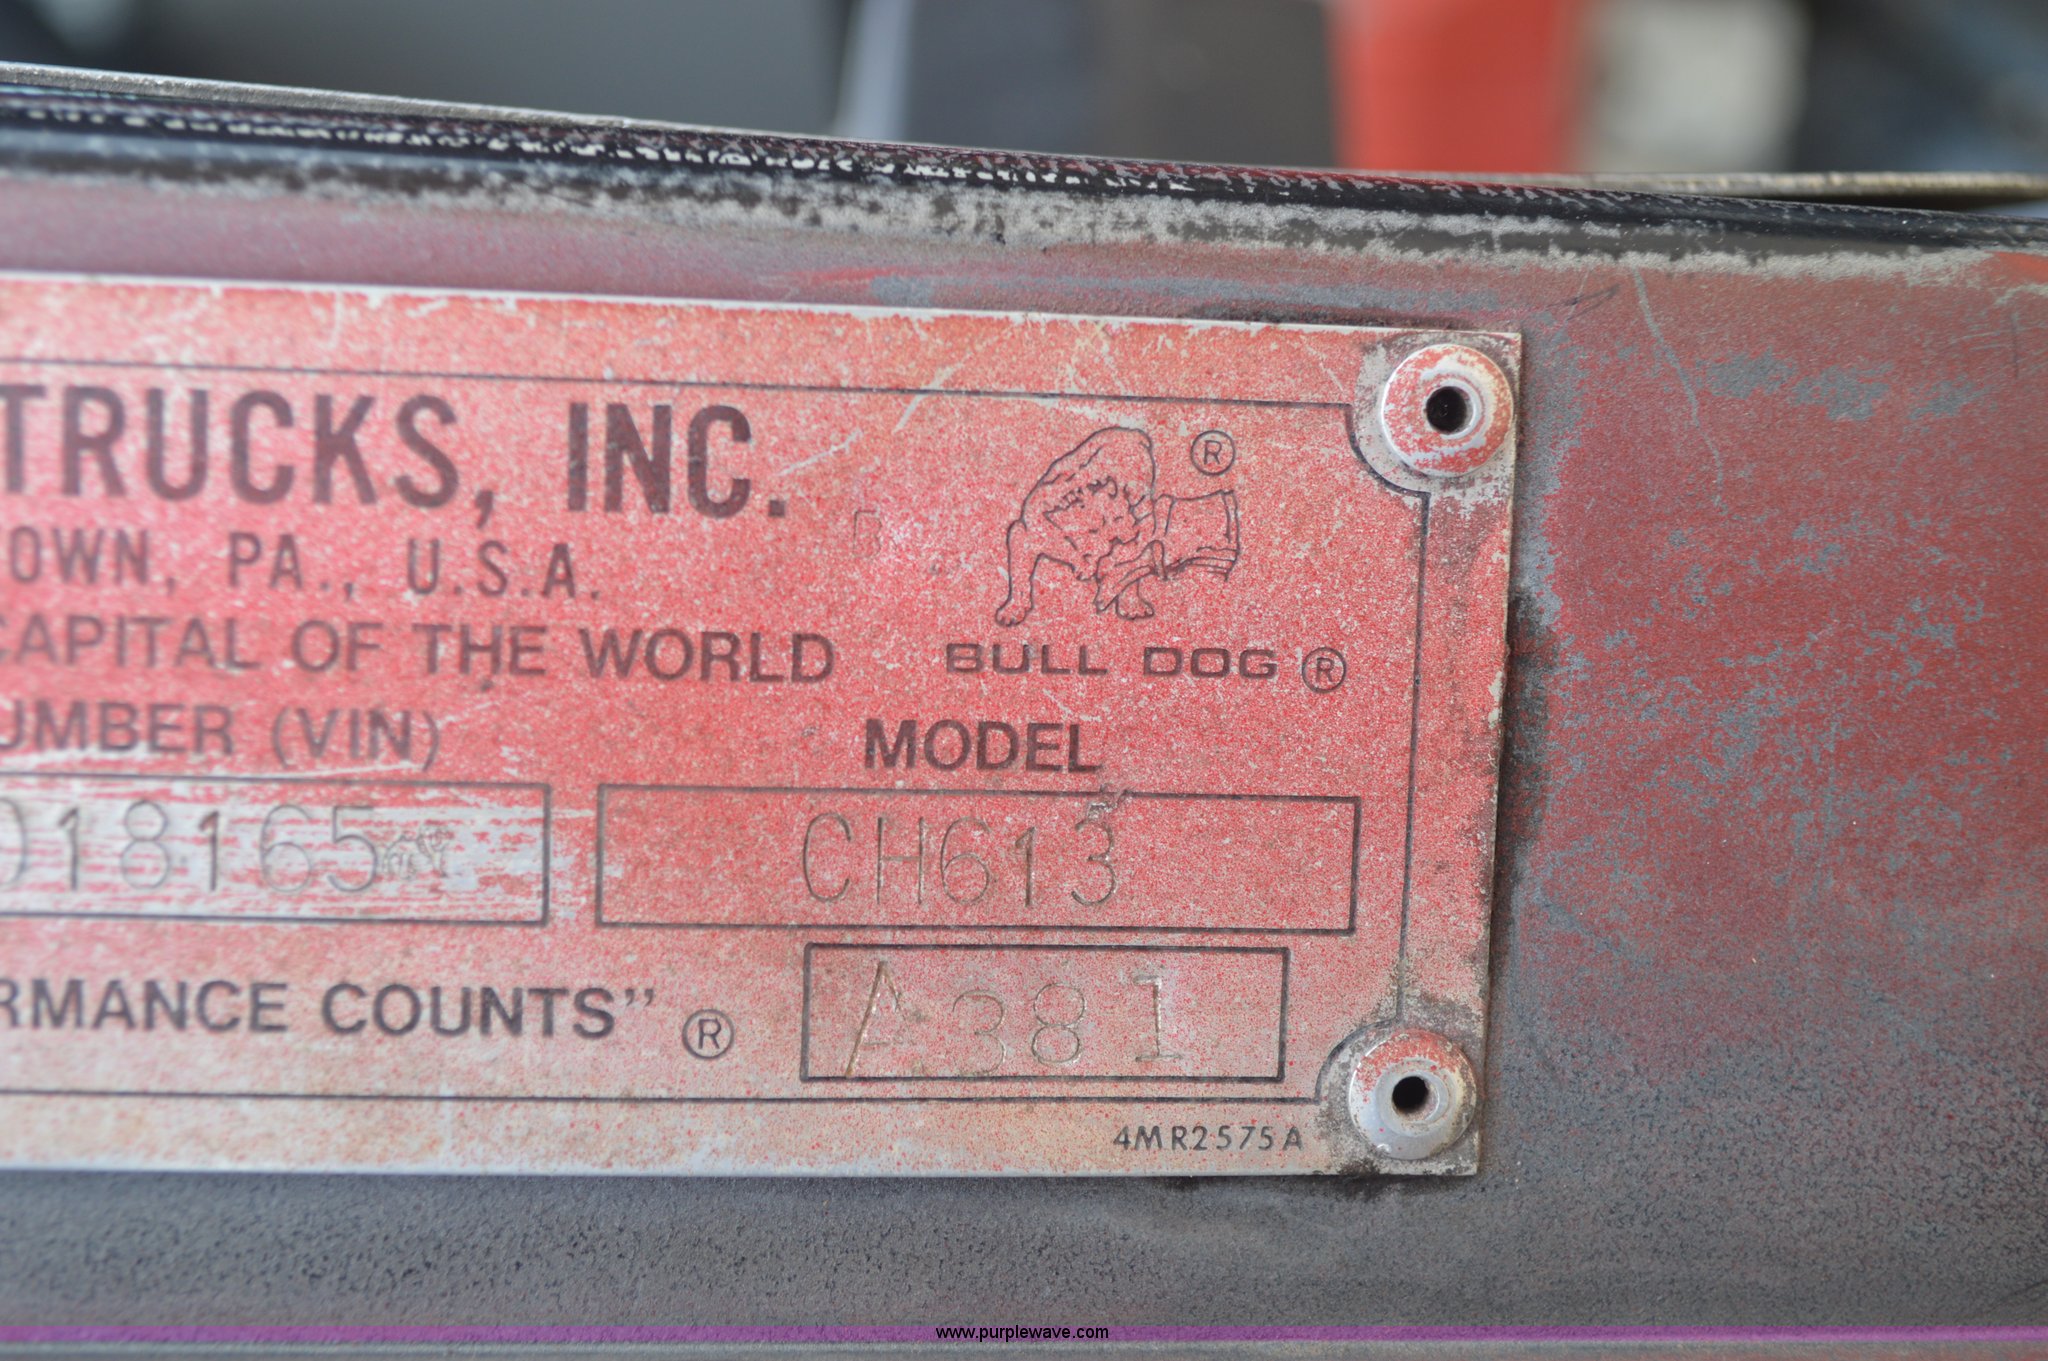 TRUCKS, INC.
®
OWN, PA., U.S.A.
CAPITAL OF THE WORLD
BULL DOG ®
UMBER (VIN)
MODEL
018165
CH613
RMANCE COUNTS” ®
A381
4MR2575A
www.purplewave.com